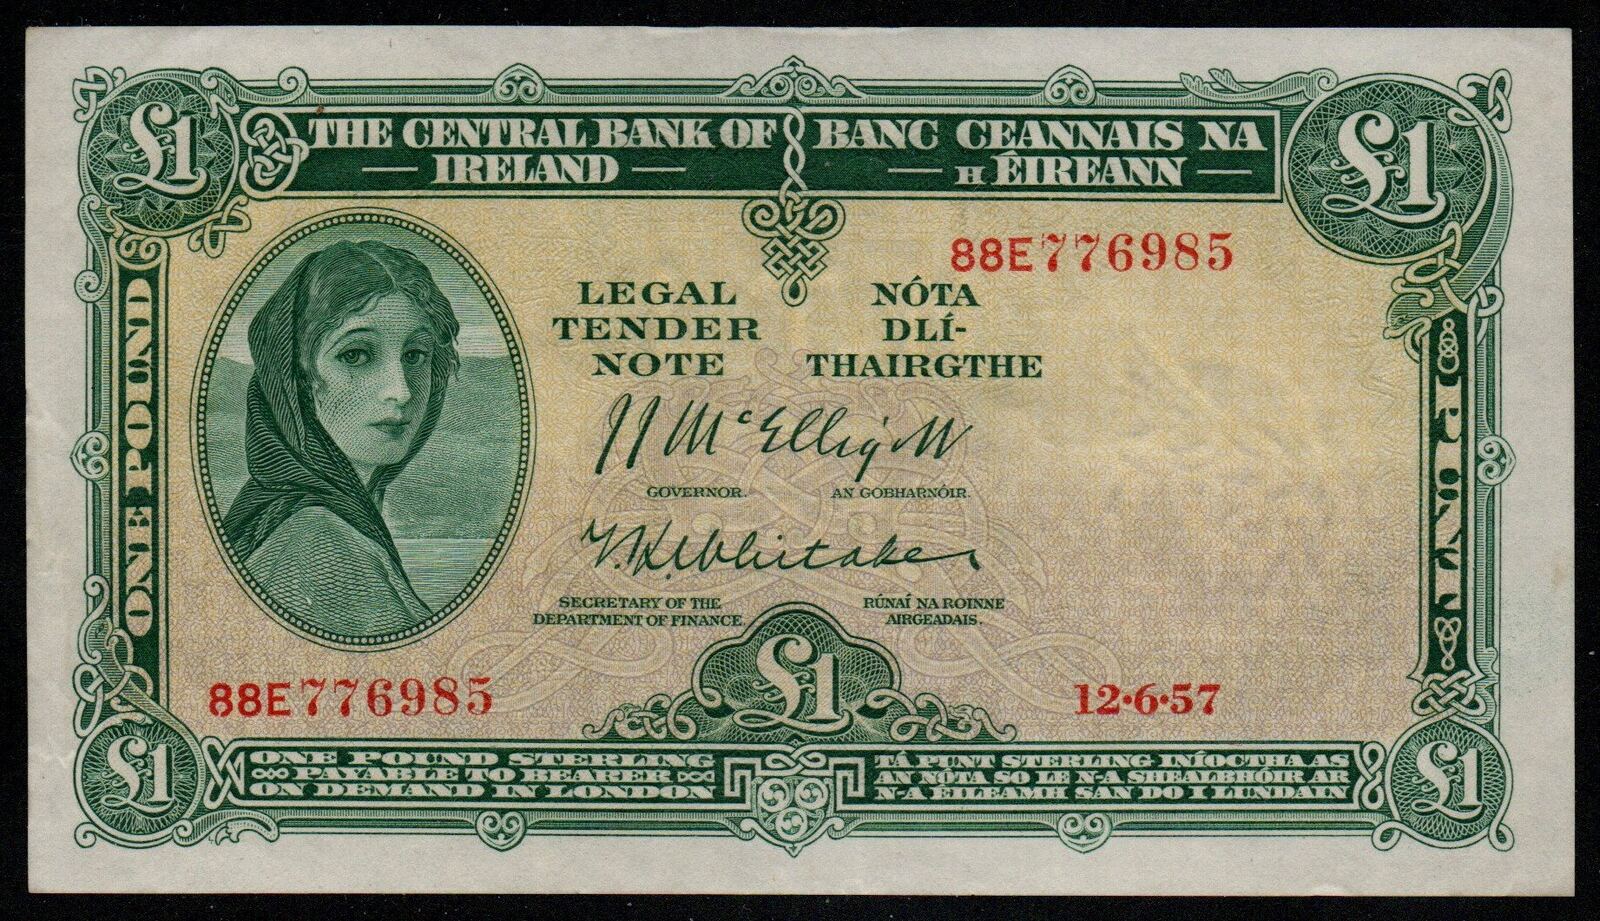 £1
THE CENTRAL BANK OF
— IRELAND —
BANC CEANNAIS NA
— H ÉIREANN —
£1
88E776985
LEGAL
TENDER
NOTE
NÓTA
DLÍ-
THAIRGTHE
ONE POUND
PUNT
J J McElligott
GOVERNOR. AN GOBHARNÓIR.
T.K. Whitaker
SECRETARY OF THE
DEPARTMENT OF FINANCE.
RÚNAÍ NA ROINNE
AIRGEADAIS.
88E776985
£1
12·6·57
£1
ONE POUND STERLING
PAYABLE TO BEARER
ON DEMAND IN LONDON
TÁ PUNT STERLING INÍOCTHA AS
AN NÓTA SO LE N-A SHEALBHÓIR AR
N-A ÉILEAMH SAN DO I LUNDAIN
£1